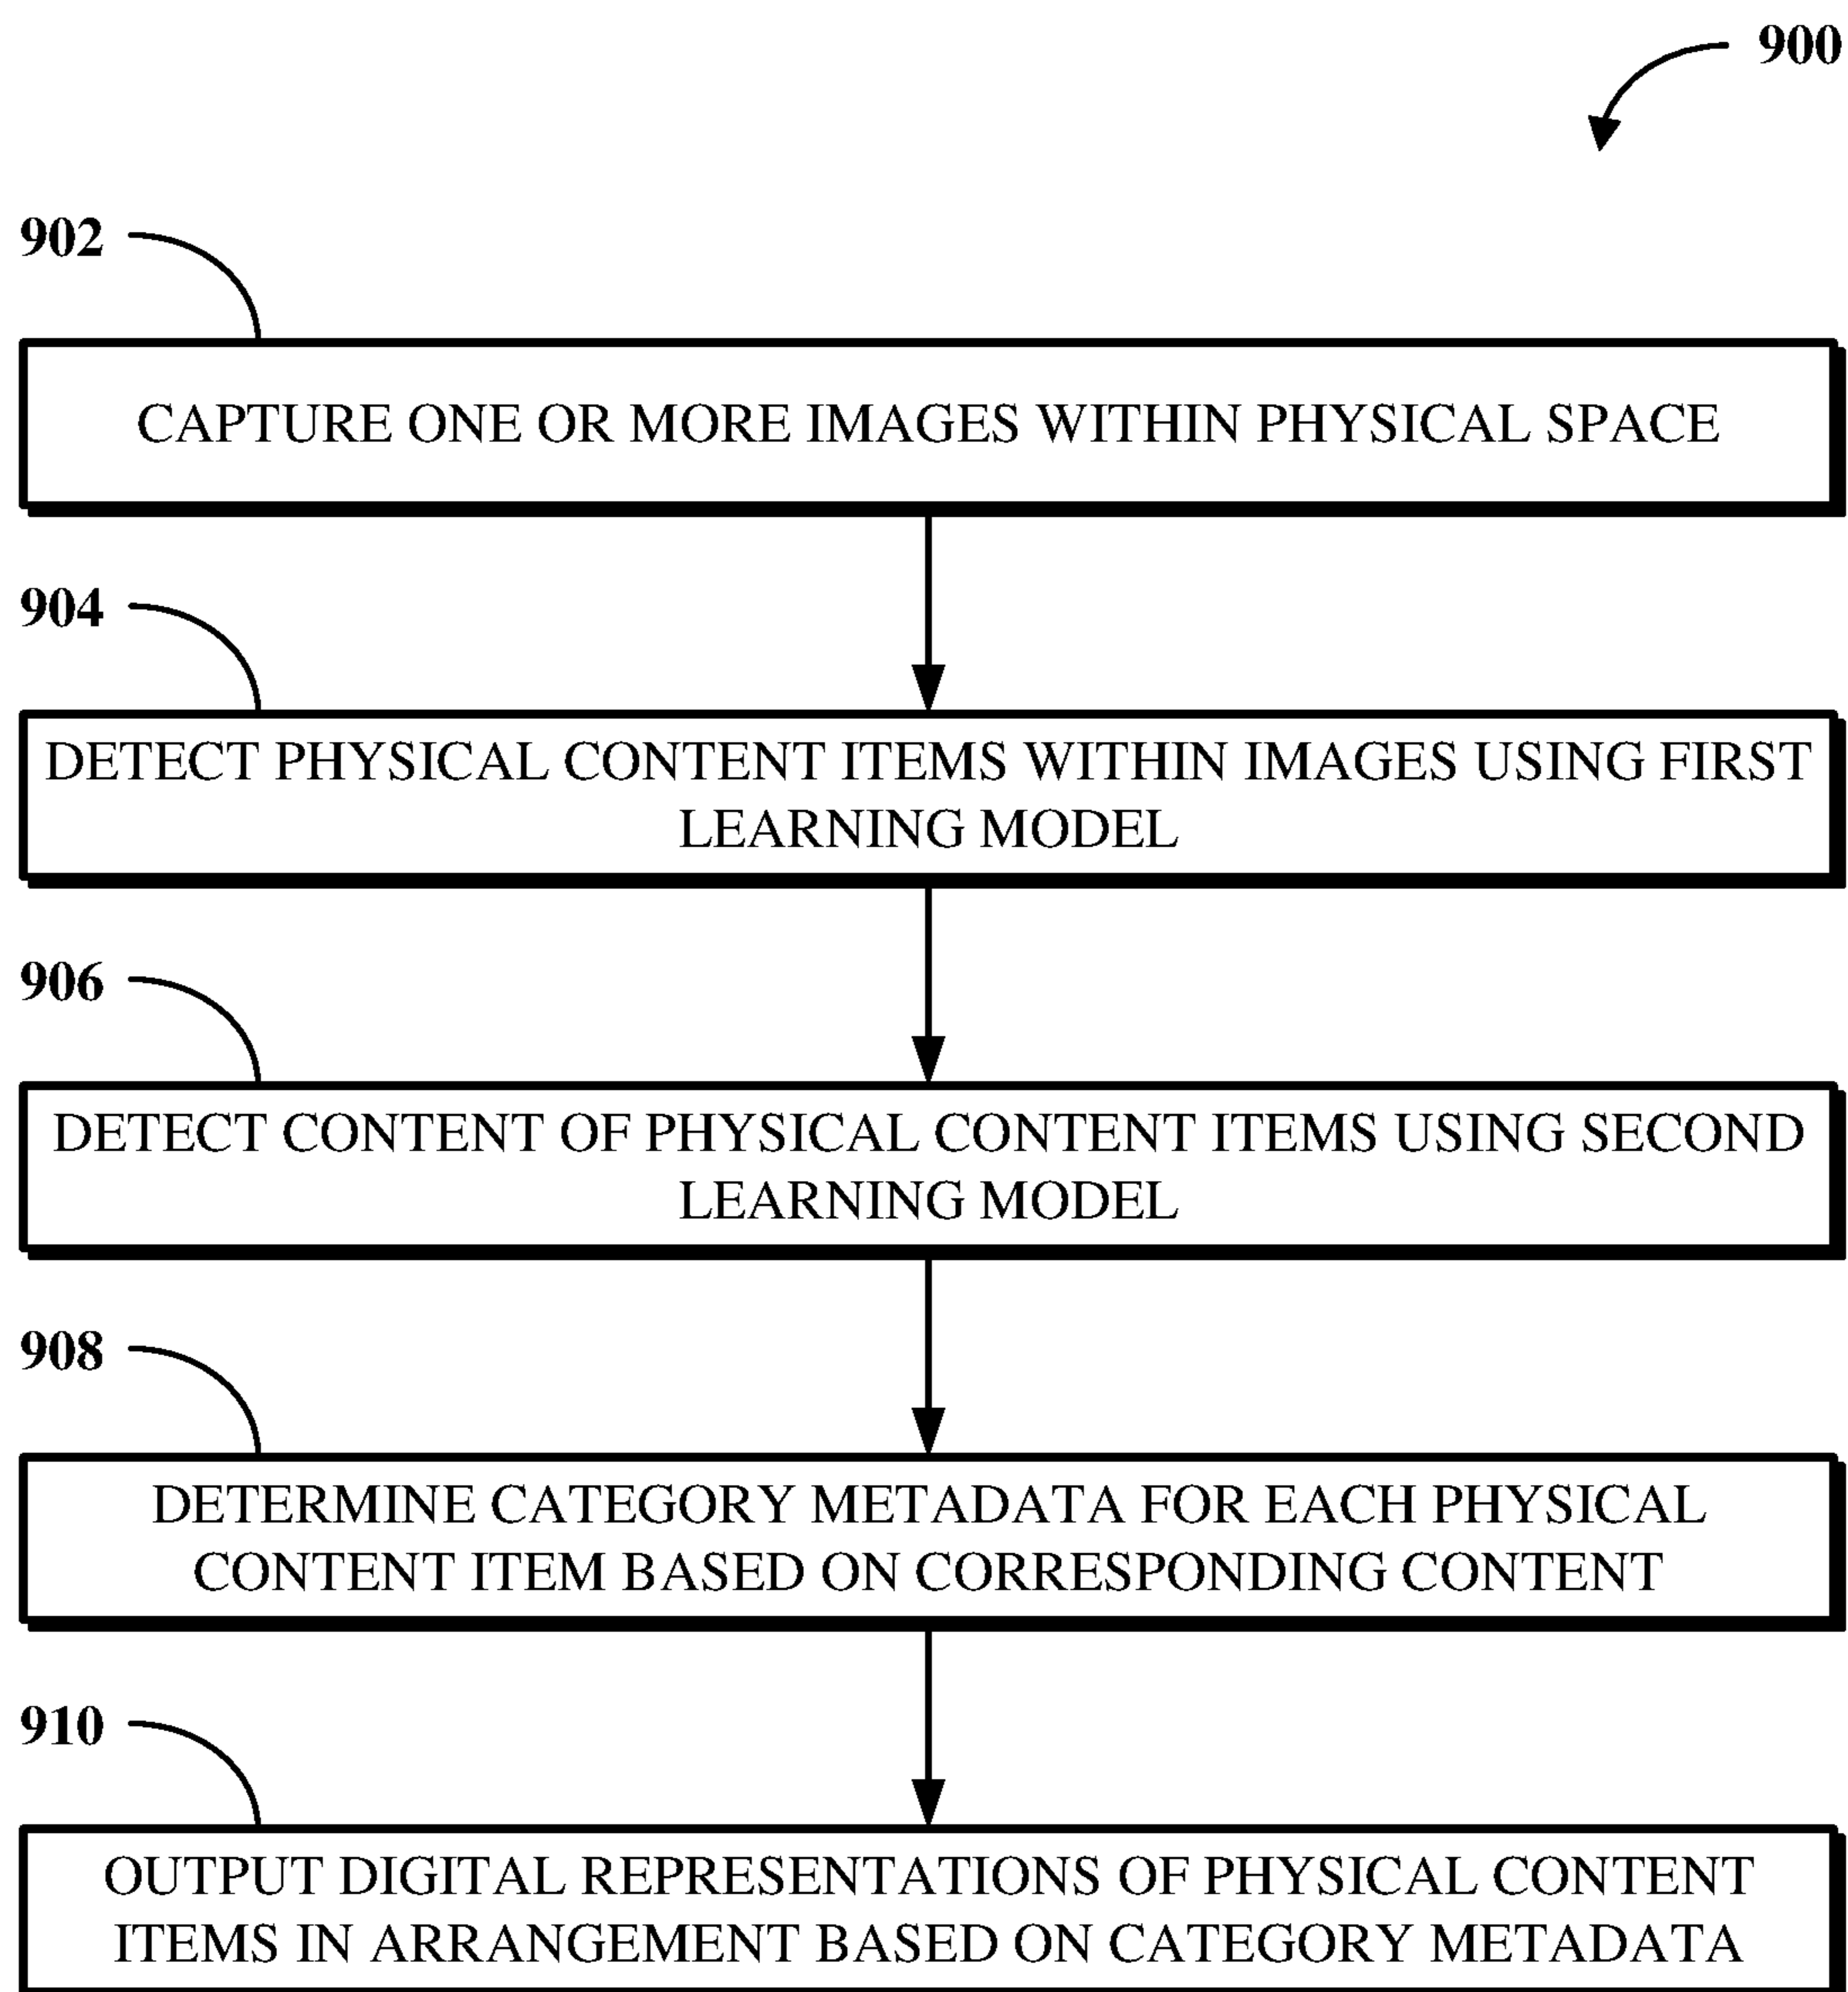 900
902
CAPTURE ONE OR MORE IMAGES WITHIN PHYSICAL SPACE
904
DETECT PHYSICAL CONTENT ITEMS WITHIN IMAGES USING FIRST
LEARNING MODEL
906
DETECT CONTENT OF PHYSICAL CONTENT ITEMS USING SECOND
LEARNING MODEL
908
DETERMINE CATEGORY METADATA FOR EACH PHYSICAL
CONTENT ITEM BASED ON CORRESPONDING CONTENT
910
OUTPUT DIGITAL REPRESENTATIONS OF PHYSICAL CONTENT
ITEMS IN ARRANGEMENT BASED ON CATEGORY METADATA